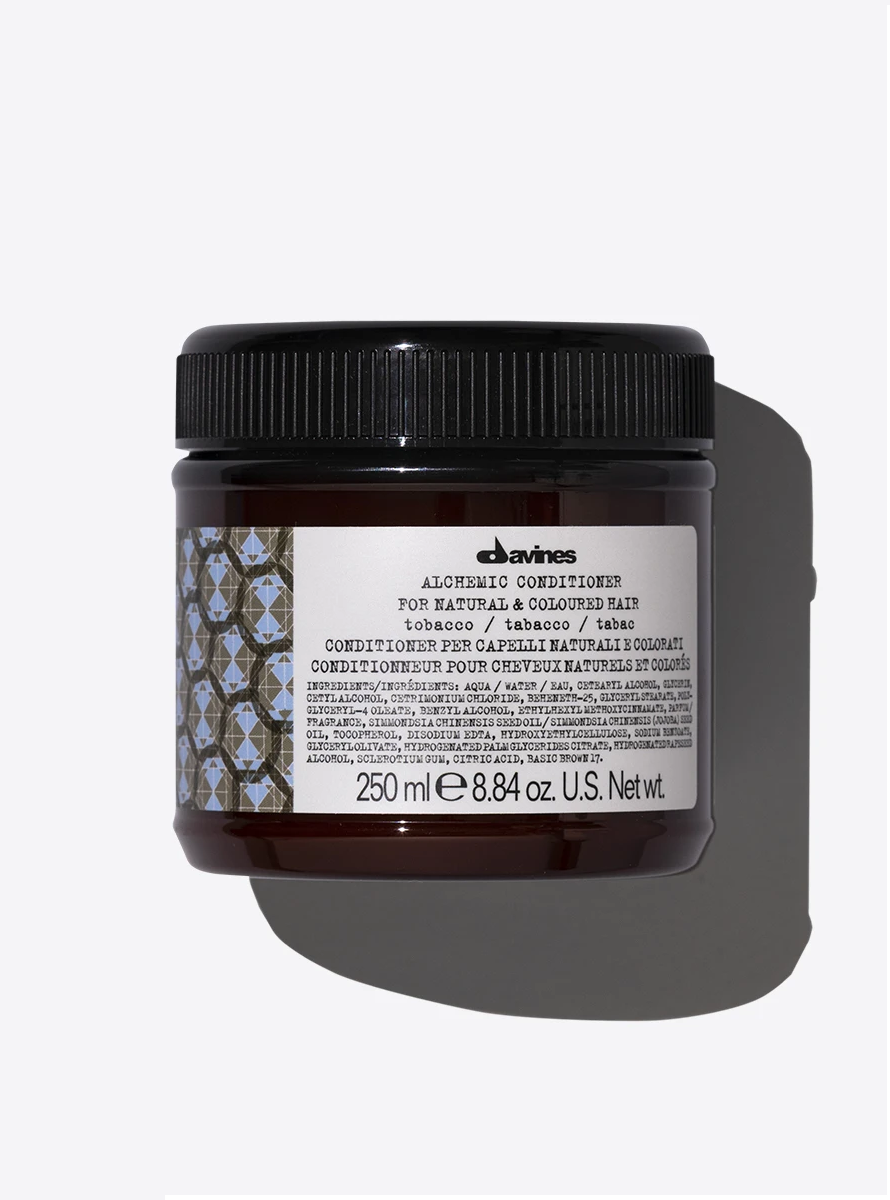 davines
ALCHEMIC CONDITIONER
FOR NATURAL & COLOURED HAIR
tobacco / tabacco / tabac
CONDITIONER PER CAPELLI NATURALI E COLORATI
CONDITIONNEUR POUR CHEVEUX NATURELS ET COLORÉS
INGREDIENTS/INGRÉDIENTS: AQUA / WATER / EAU, CETEARYL ALCOHOL, GLYCERIN,
CETYL ALCOHOL, CETRIMONIUM CHLORIDE, BEHENETH-25, GLYCERYL STEARATE, POLY-
GLYCERYL-4 OLEATE, BENZYL ALCOHOL, ETHYLHEXYL METHOXYCINNAMATE, PARFUM/
FRAGRANCE, SIMMONDSIA CHINENSIS SEED OIL / SIMMONDSIA CHINENSIS (JOJOBA) SEED
OIL, TOCOPHEROL, DISODIUM EDTA, HYDROXYETHYLCELLULOSE, SODIUM BENZOATE,
GLYCERYL OLIVATE, HYDROGENATED PALM GLYCERIDES CITRATE, HYDROGENATED RAPESEED
ALCOHOL, SCLEROTIUM GUM, CITRIC ACID, BASIC BROWN 17.
250 ml ℮ 8.84 oz. U.S. Net wt.